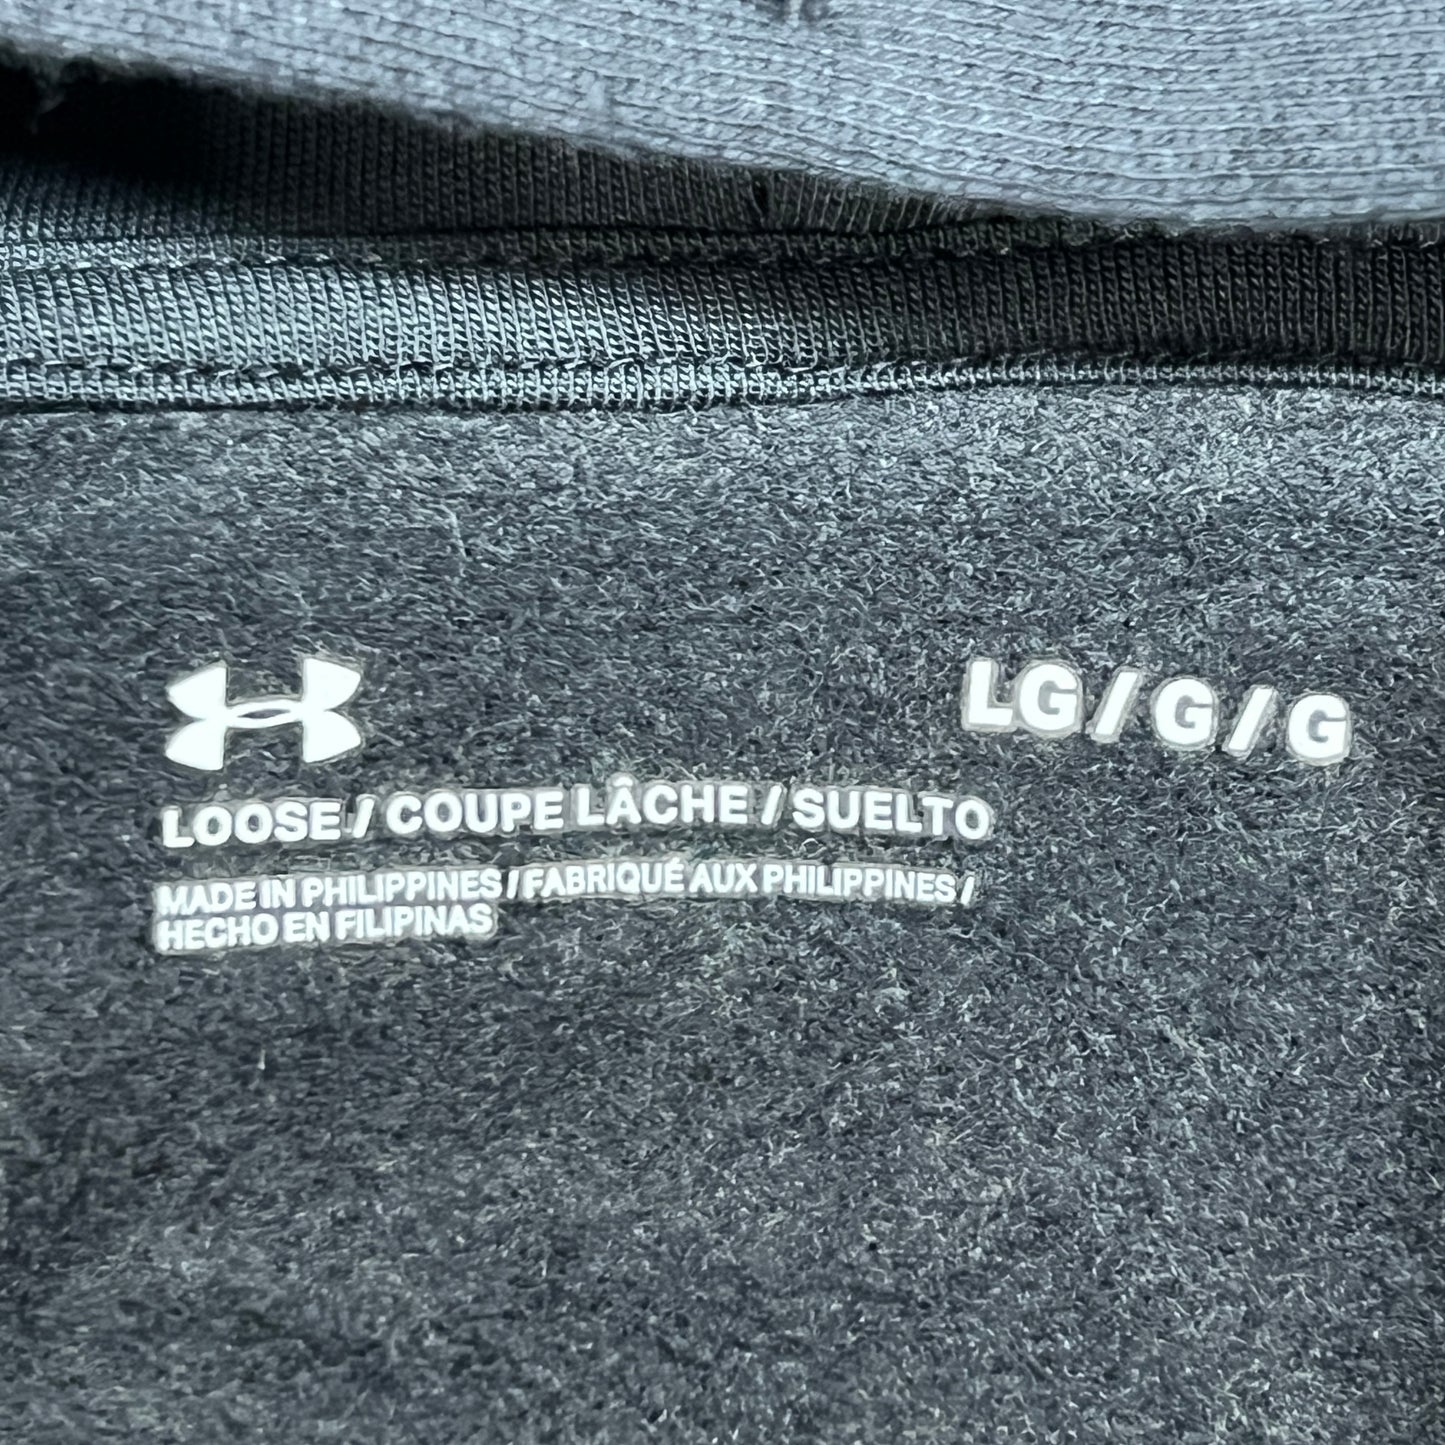 LG / G / G
LOOSE / COUPE LÂCHE / SUELTO
MADE IN PHILIPPINES / FABRIQUÉ AUX PHILIPPINES /
HECHO EN FILIPINAS